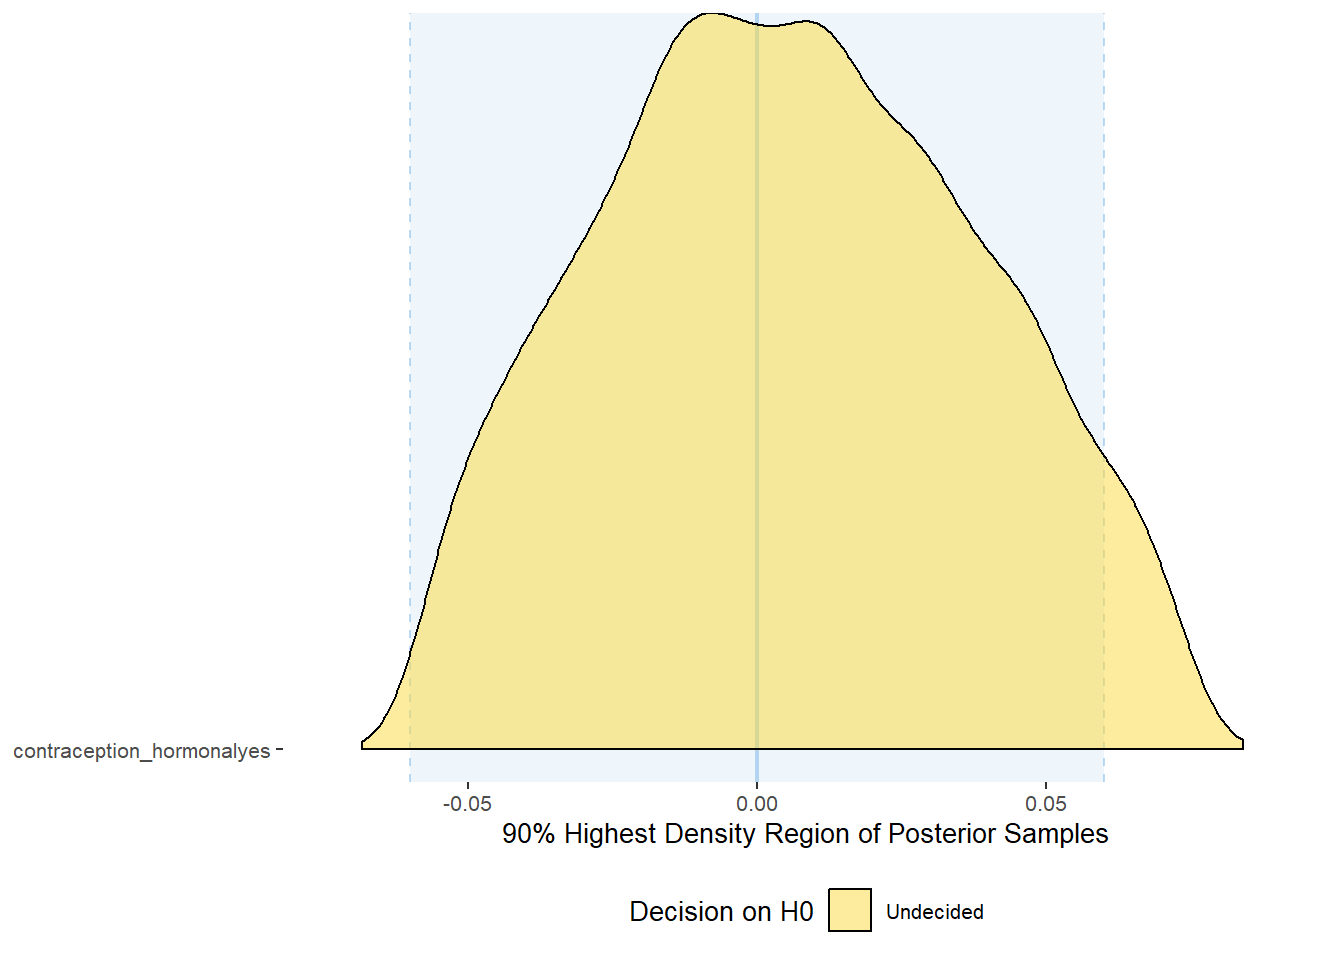 contraception_hormonalyes
-0.05 0.00 0.05
90% Highest Density Region of Posterior Samples
Decision on H0 Undecided